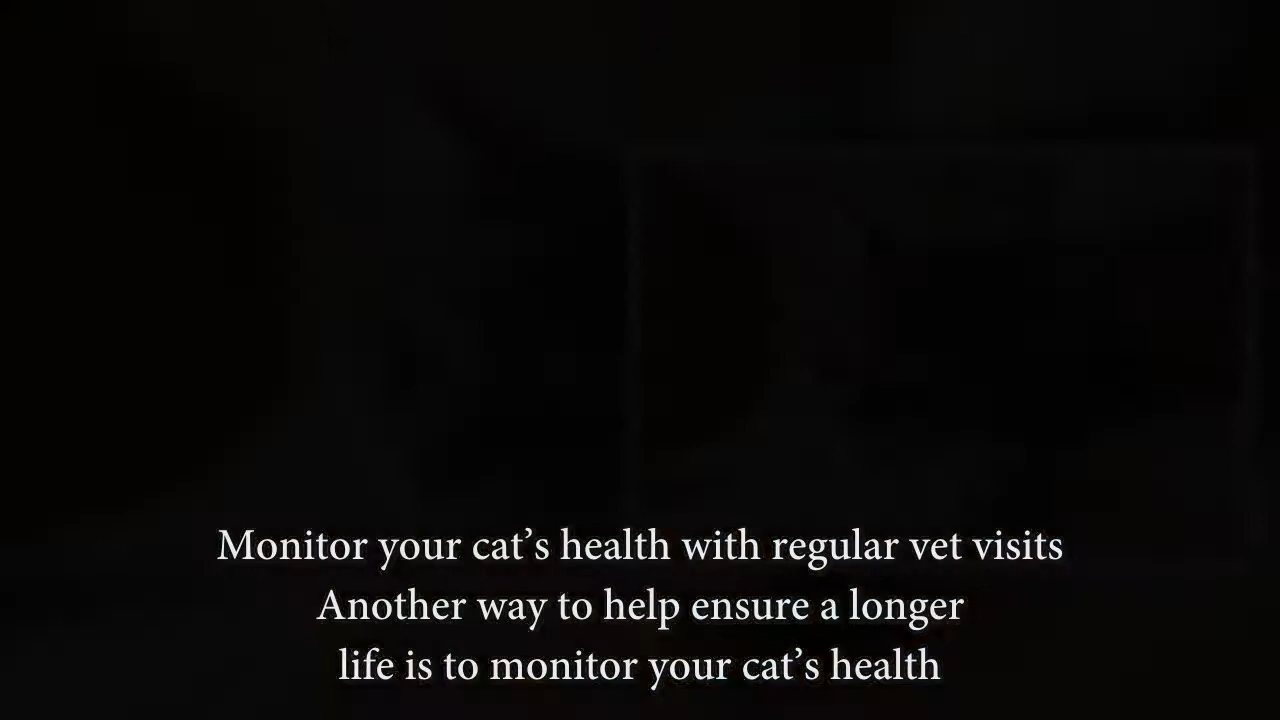 Monitor your cat’s health with regular vet visits
Another way to help ensure a longer
life is to monitor your cat’s health